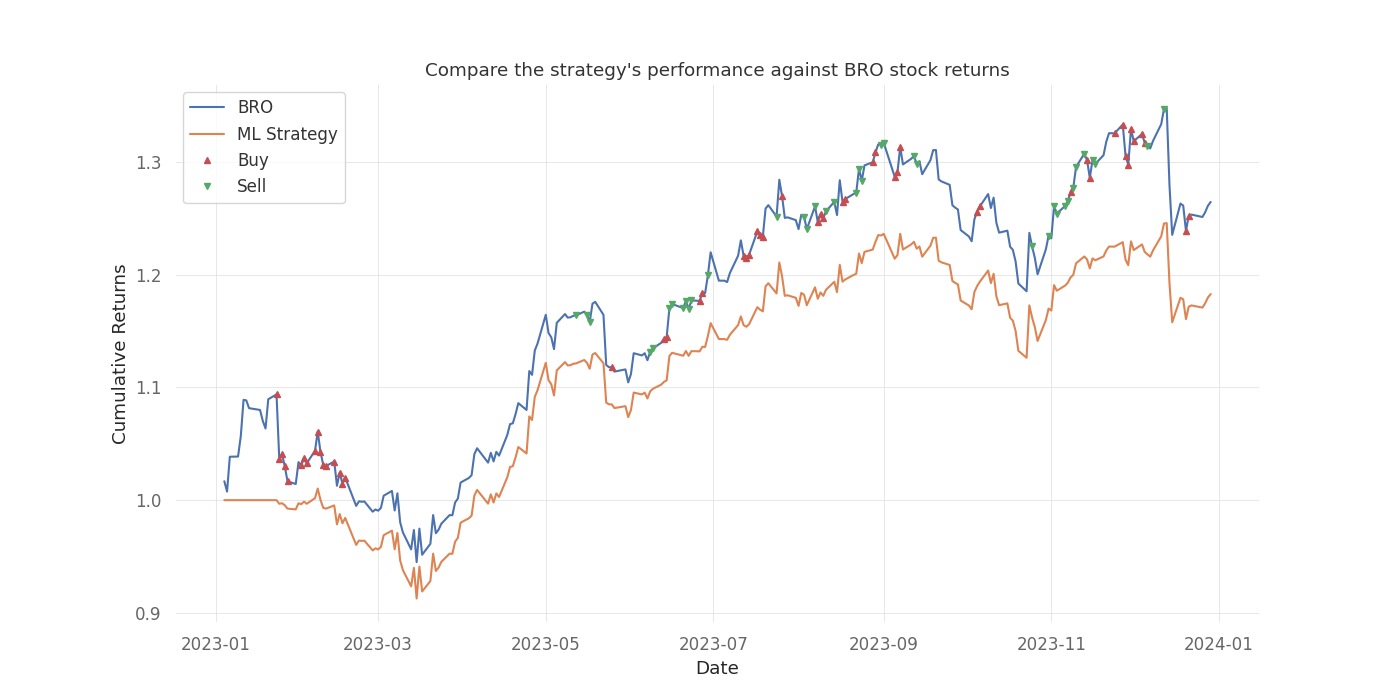 Compare the strategy's performance against BRO stock returns
BRO
ML Strategy
Buy
Sell
Cumulative Returns
1.3
1.2
1.1
1.0
0.9
2023-01 2023-03 2023-05 2023-07 2023-09 2023-11 2024-01
Date